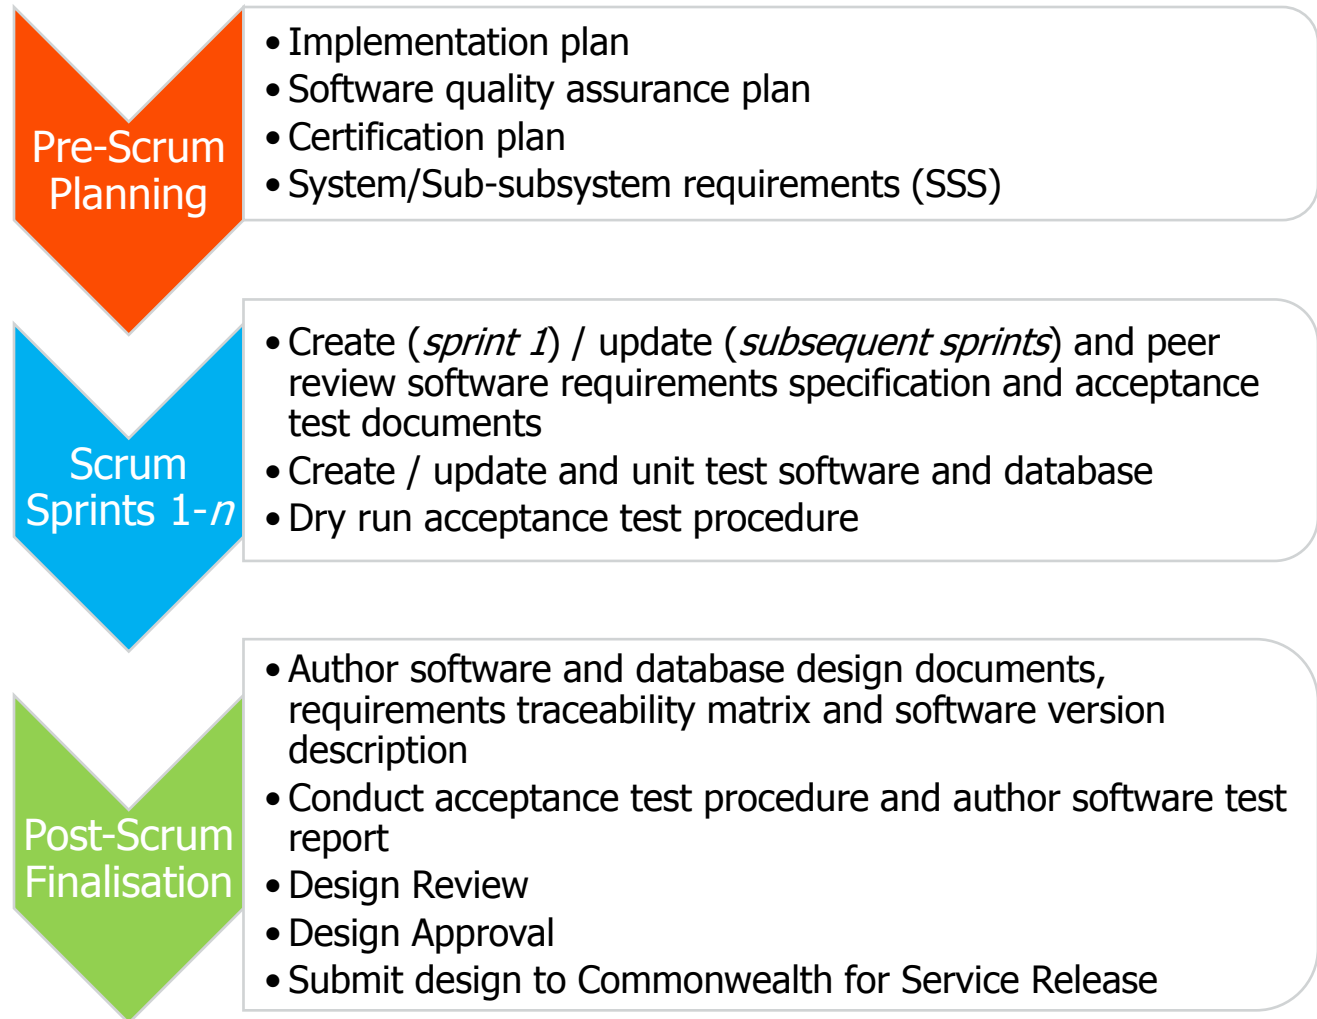 Pre-Scrum
Planning
• Implementation plan
• Software quality assurance plan
• Certification plan
• System/Sub-subsystem requirements (SSS)
Scrum
Sprints 1-n
• Create (sprint 1) / update (subsequent sprints) and peer
review software requirements specification and acceptance
test documents
• Create / update and unit test software and database
• Dry run acceptance test procedure
Post-Scrum
Finalisation
• Author software and database design documents,
requirements traceability matrix and software version
description
• Conduct acceptance test procedure and author software test
report
• Design Review
• Design Approval
• Submit design to Commonwealth for Service Release